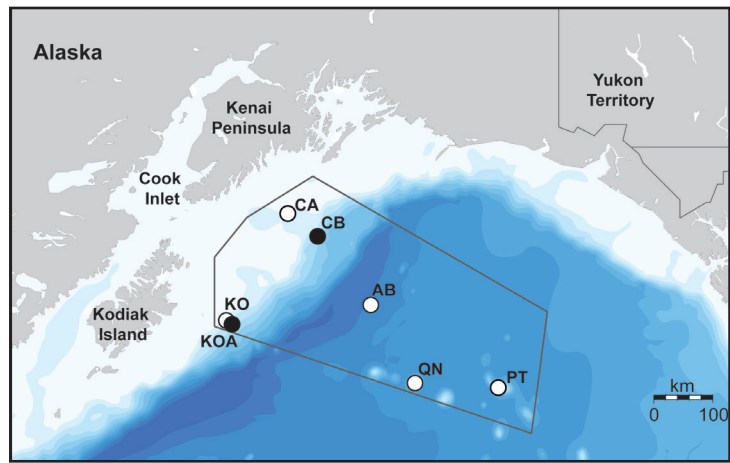 Alaska
Yukon
Territory
Kenai
Peninsula
Cook
Inlet
CA
CB
AB
KO
KOA
Kodiak
Island
QN
PT
km
0 100